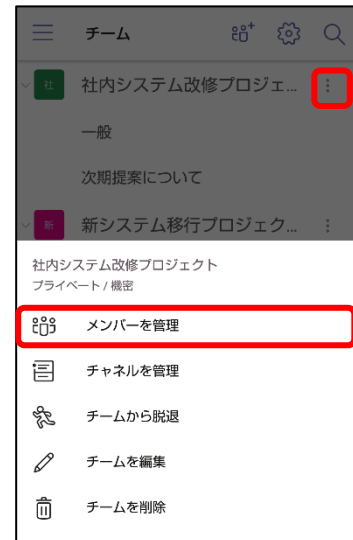 チーム
社 社内システム改修プロジェ...
一般
次期提案について
新 新システム移行プロジェク...
社内システム改修プロジェクト
プライベート / 機密
メンバーを管理
チャネルを管理
チームから脱退
チームを編集
チームを削除